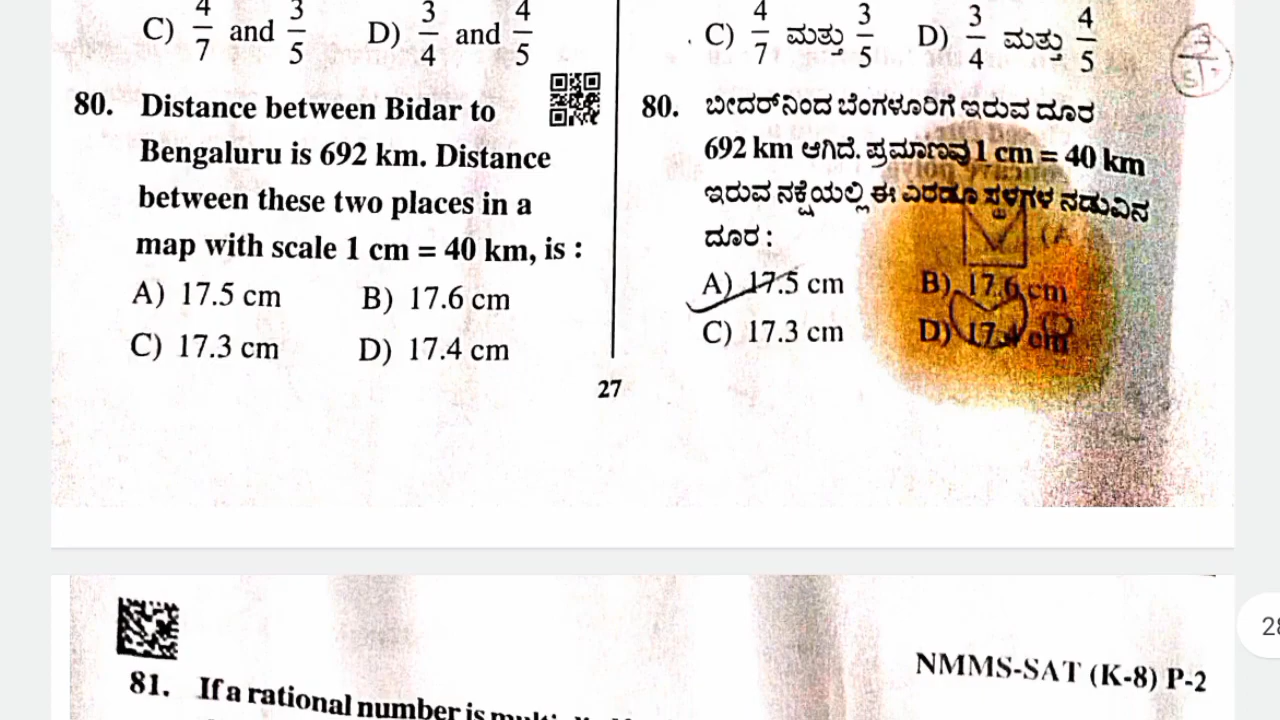 C) 4/7 and 3/5 D) 3/4 and 4/5
80. Distance between Bidar to
Bengaluru is 692 km. Distance
between these two places in a
map with scale 1 cm = 40 km, is :
A) 17.5 cm B) 17.6 cm
C) 17.3 cm D) 17.4 cm
C) 4/7 ಮತ್ತು 3/5 D) 3/4 ಮತ್ತು 4/5
80. ಬೀದರ್‌ನಿಂದ ಬೆಂಗಳೂರಿಗೆ ಇರುವ ದೂರ
692 km ಆಗಿದೆ. ಪ್ರಮಾಣವು 1 cm = 40 km
ಇರುವ ನಕ್ಷೆಯಲ್ಲಿ ಈ ಎರಡೂ ಸ್ಥಳಗಳ ನಡುವಿನ
ದೂರ :
A) 17.5 cm B) 17.6 cm
C) 17.3 cm D) 17.4 cm
27
28
NMMS-SAT (K-8) P-2
81. If a rational number is